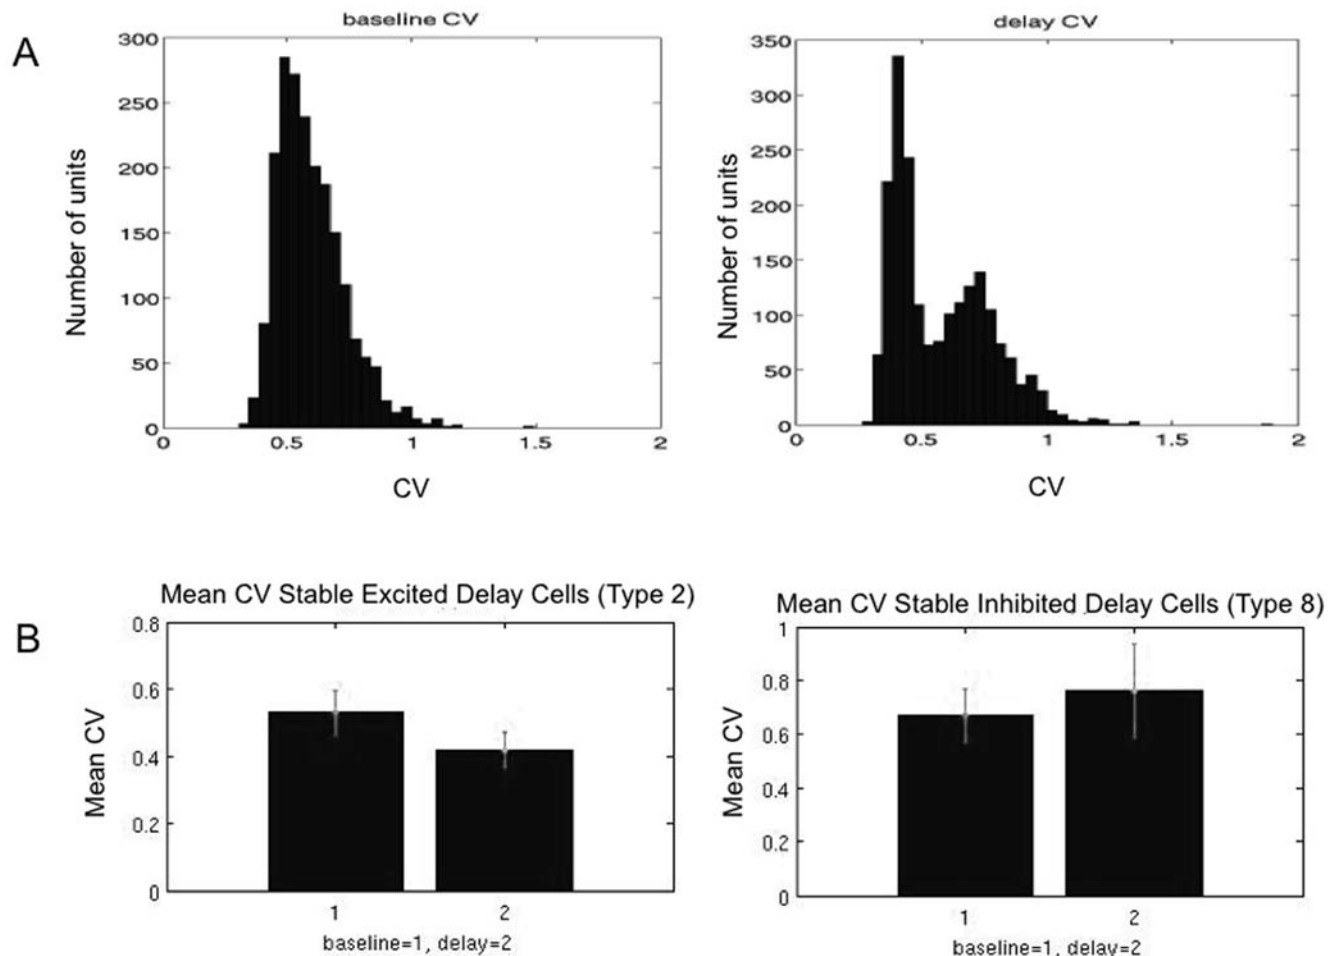 A
baseline CV
300
250
200
150
100
50
0
0 0.5 1 1.5 2
Number of units
CV
delay CV
350
300
250
200
150
100
50
0
0 0.5 1 1.5 2
Number of units
CV
B
Mean CV Stable Excited Delay Cells (Type 2)
0.8
0.6
0.4
0.2
0
Mean CV
1 2
baseline=1, delay=2
Mean CV Stable Inhibited Delay Cells (Type 8)
1
0.8
0.6
0.4
0.2
0
Mean CV
1 2
baseline=1, delay=2